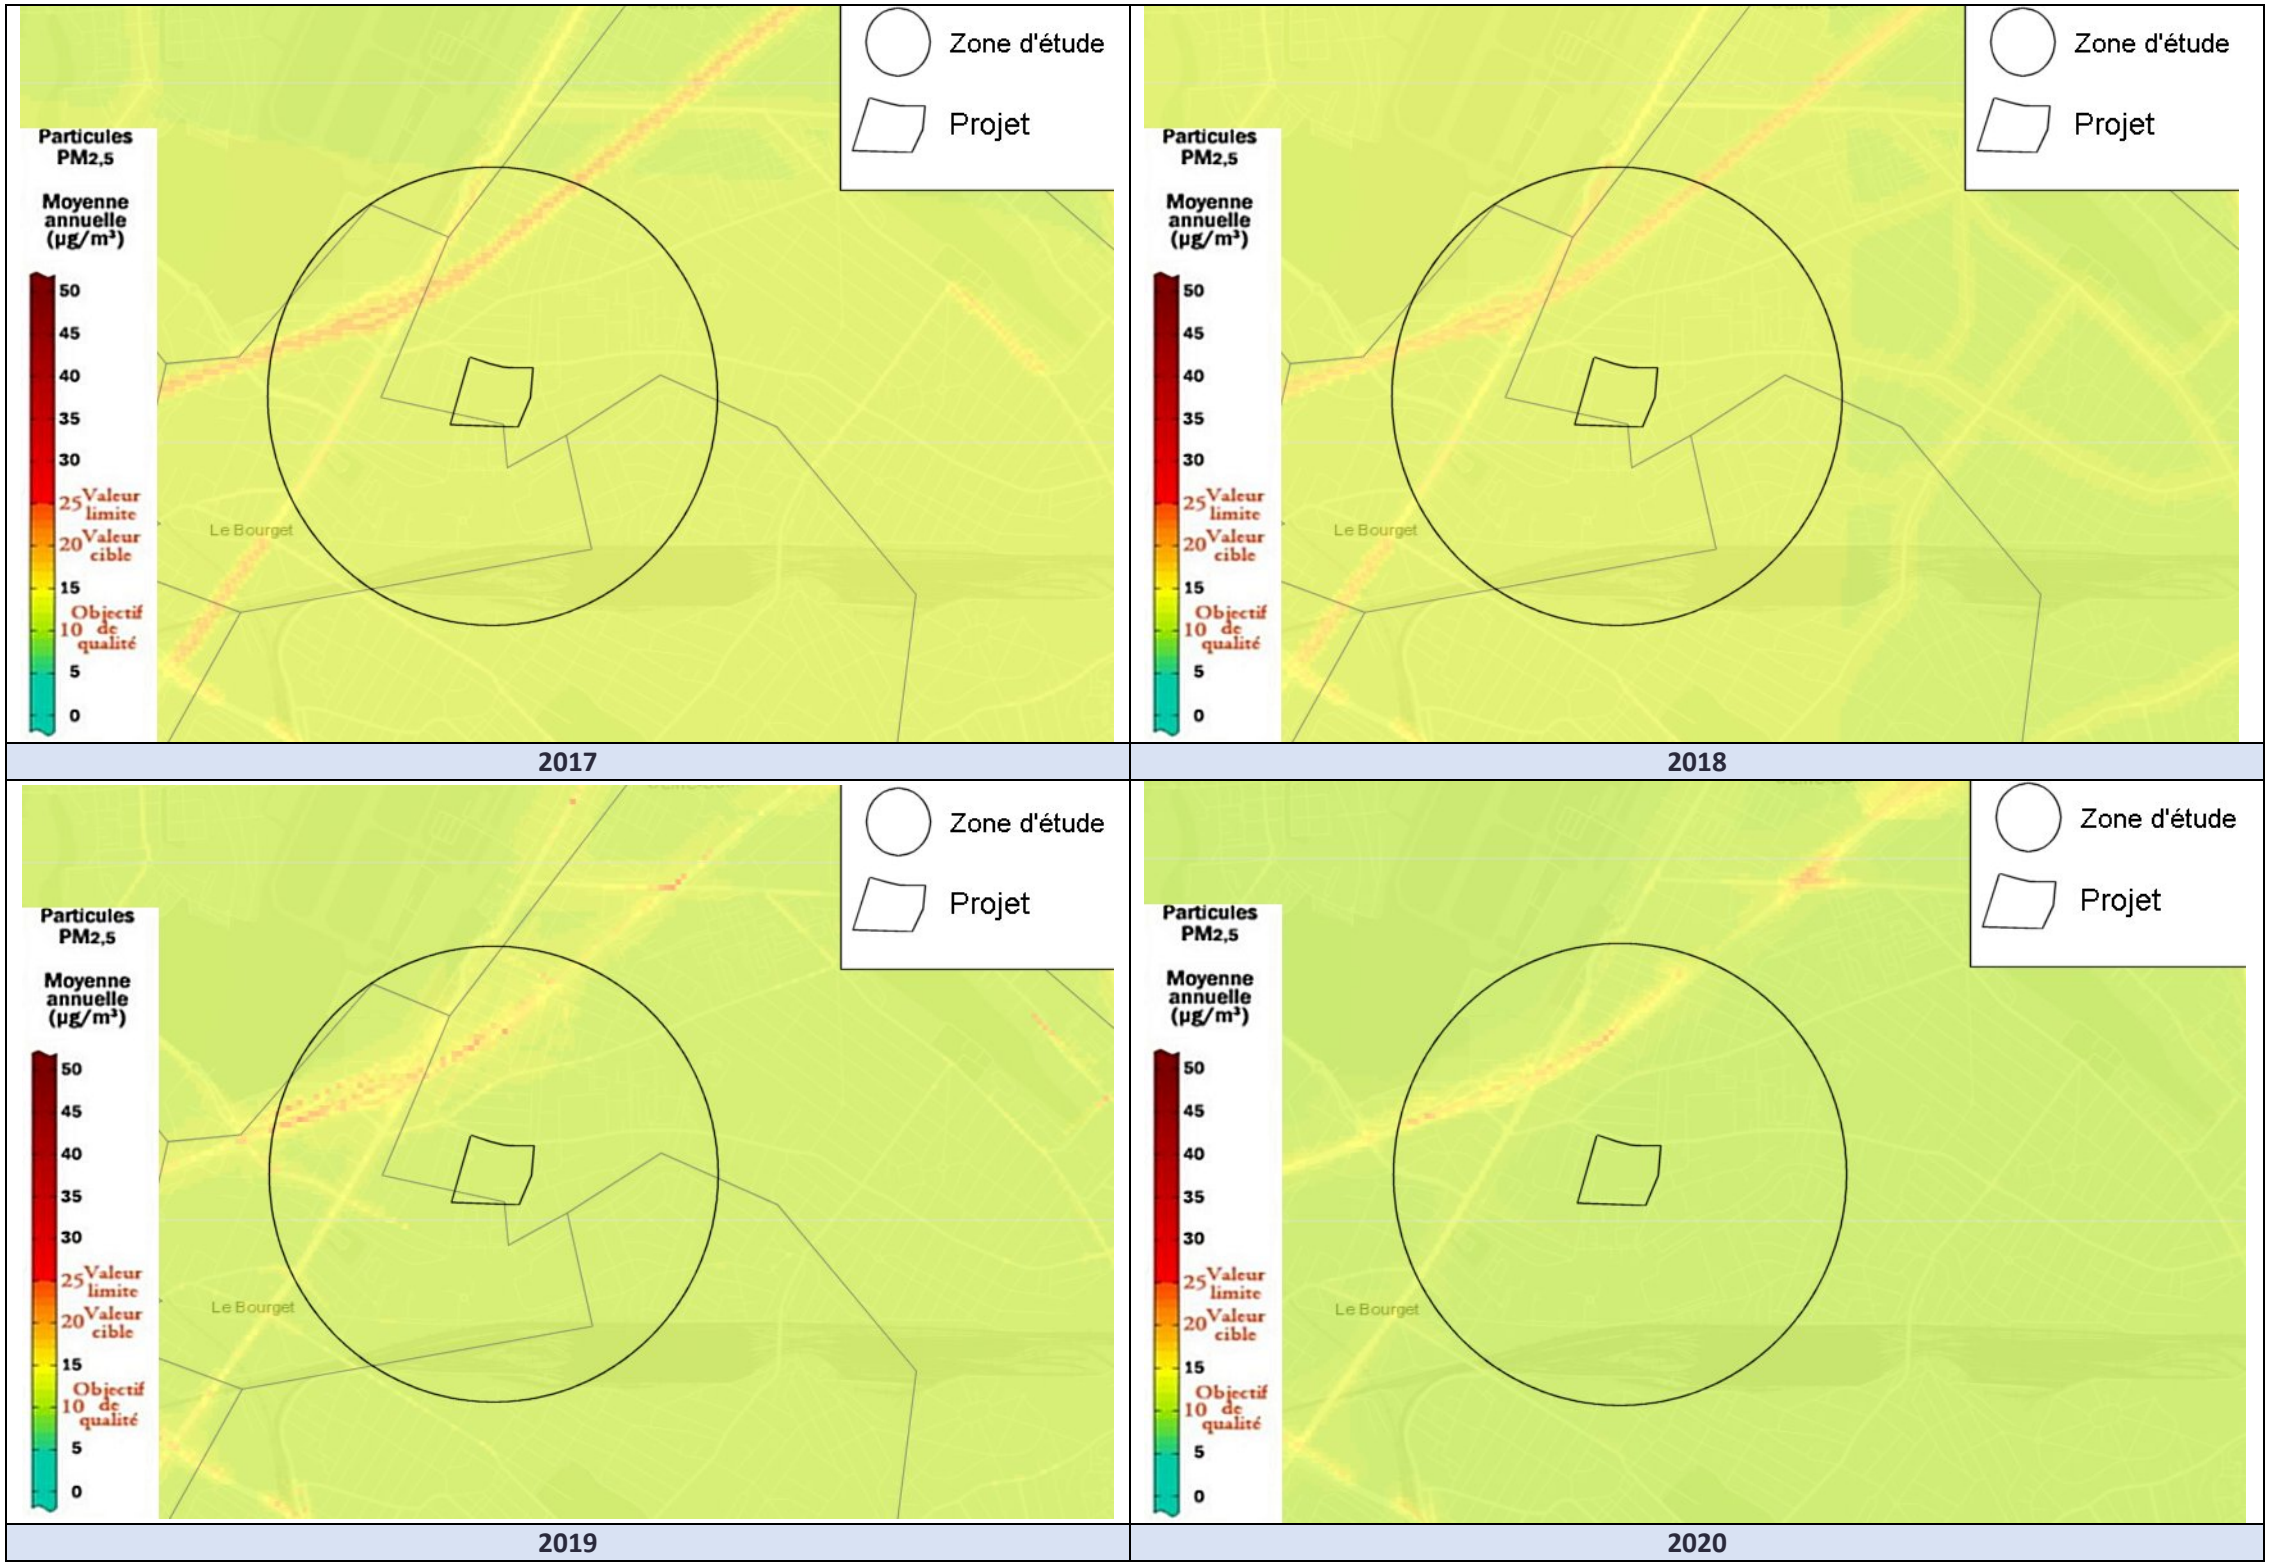 Zone d'étude
Projet
Particules
PM2,5
Moyenne
annuelle
(µg/m³)
50
45
40
35
30
25 Valeur
limite
20 Valeur
cible
15
Objectif
10 de
qualité
5
0
Le Bourget
2017
Zone d'étude
Projet
Particules
PM2,5
Moyenne
annuelle
(µg/m³)
50
45
40
35
30
25 Valeur
limite
20 Valeur
cible
15
Objectif
10 de
qualité
5
0
Le Bourget
2018
Zone d'étude
Projet
Particules
PM2,5
Moyenne
annuelle
(µg/m³)
50
45
40
35
30
25 Valeur
limite
20 Valeur
cible
15
Objectif
10 de
qualité
5
0
Le Bourget
2019
Zone d'étude
Projet
Particules
PM2,5
Moyenne
annuelle
(µg/m³)
50
45
40
35
30
25 Valeur
limite
20 Valeur
cible
15
Objectif
10 de
qualité
5
0
Le Bourget
2020